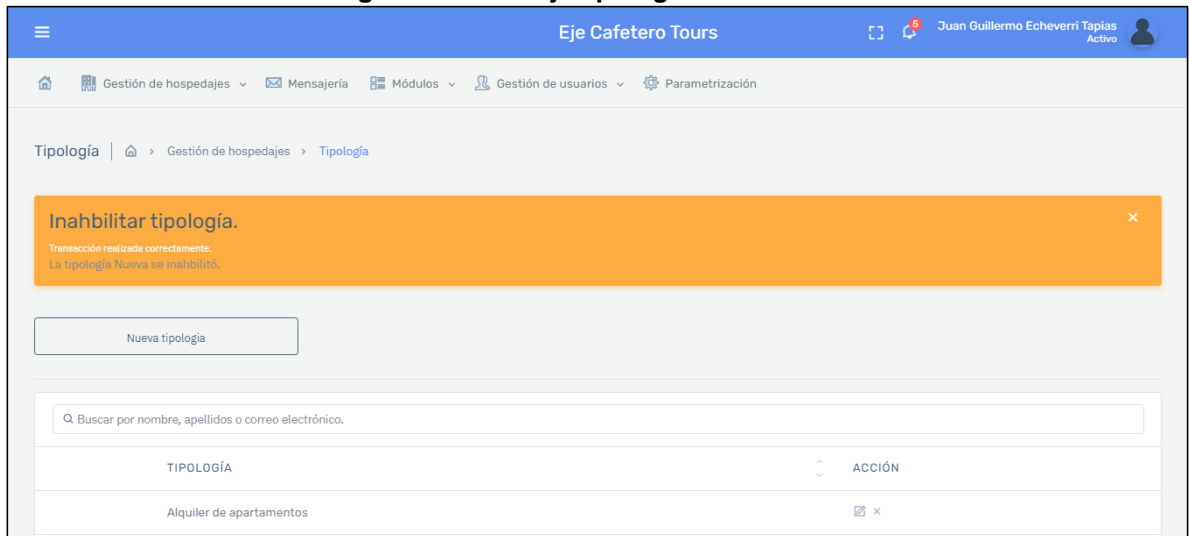 Eje Cafetero Tours
5
Juan Guillermo Echeverri Tapias
Activo
Gestión de hospedajes
Mensajería
Módulos
Gestión de usuarios
Parametrización
Tipología
Gestión de hospedajes
Tipología
Inahbilitar tipología.
Transacción realizada correctamente.
La tipología Nueva se inahbilitó.
Nueva tipologia
Buscar por nombre, apellidos o correo electrónico.
TIPOLOGÍA
ACCIÓN
Alquiler de apartamentos